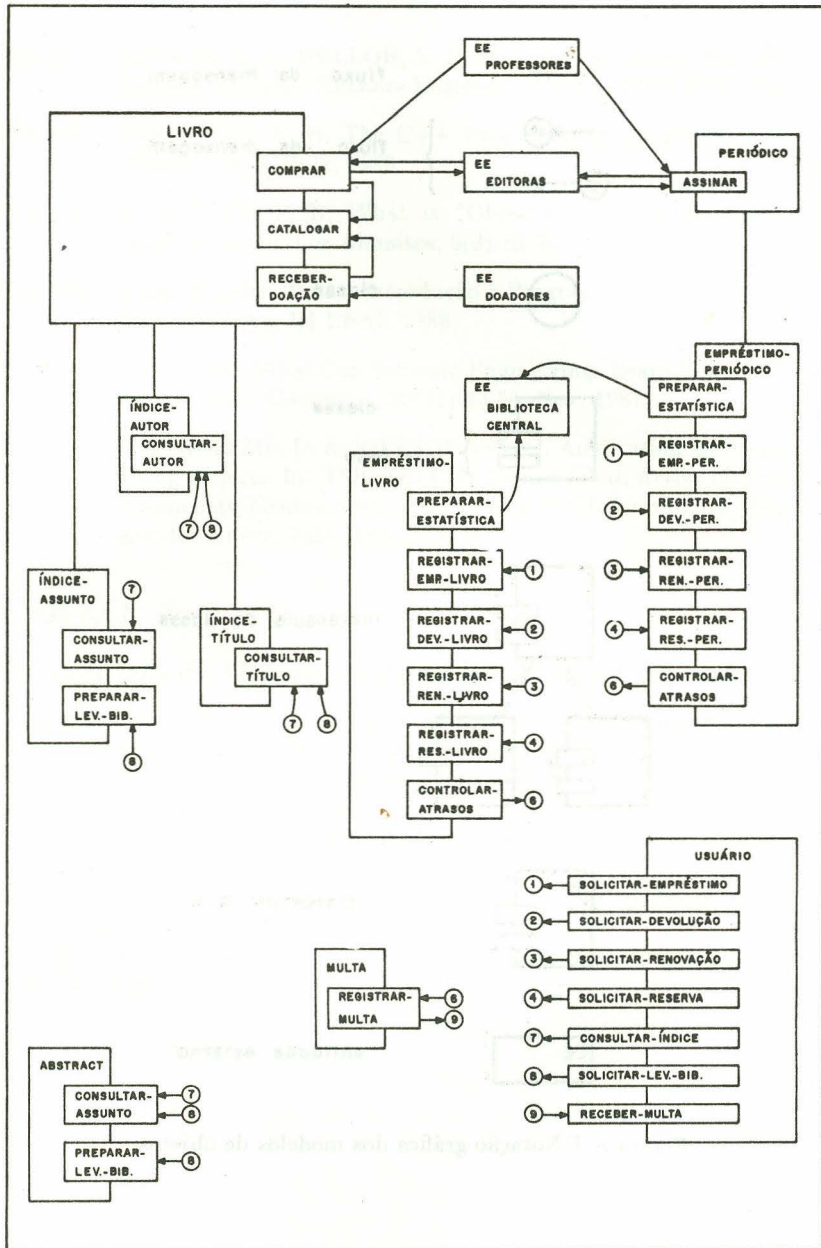 EE
PROFESSORES
LIVRO
COMPRAR
CATALOGAR
RECEBER-
DOAÇÃO
EE
EDITORAS
EE
DOADORES
PERIÓDICO
ASSINAR
ÍNDICE-
AUTOR
CONSULTAR-
AUTOR
7 8
ÍNDICE-
ASSUNTO
7
CONSULTAR-
ASSUNTO
PREPARAR-
LEV.-BIB.
8
ÍNDICE-
TÍTULO
CONSULTAR-
TÍTULO
7 8
EE
BIBLIOTECA
CENTRAL
EMPRÉSTIMO-
LIVRO
PREPARAR-
ESTATÍSTICA
REGISTRAR-
EMP.-LIVRO
1
REGISTRAR-
DEV.-LIVRO
2
REGISTRAR-
REN.-LIVRO
3
REGISTRAR-
RES.-LIVRO
4
CONTROLAR-
ATRASOS
6
EMPRÉSTIMO-
PERIÓDICO
PREPARAR-
ESTATÍSTICA
1
REGISTRAR-
EMP.-PER.
2
REGISTRAR-
DEV.-PER.
3
REGISTRAR-
REN.-PER.
4
REGISTRAR-
RES.-PER.
6
CONTROLAR-
ATRASOS
USUÁRIO
1 SOLICITAR-EMPRÉSTIMO
2 SOLICITAR-DEVOLUÇÃO
3 SOLICITAR-RENOVAÇÃO
4 SOLICITAR-RESERVA
7 CONSULTAR-ÍNDICE
8 SOLICITAR-LEV.-BIB.
9 RECEBER-MULTA
MULTA
REGISTRAR-
MULTA
6
9
ABSTRACT
CONSULTAR-
ASSUNTO
7
8
PREPARAR-
LEV.-BIB.
8